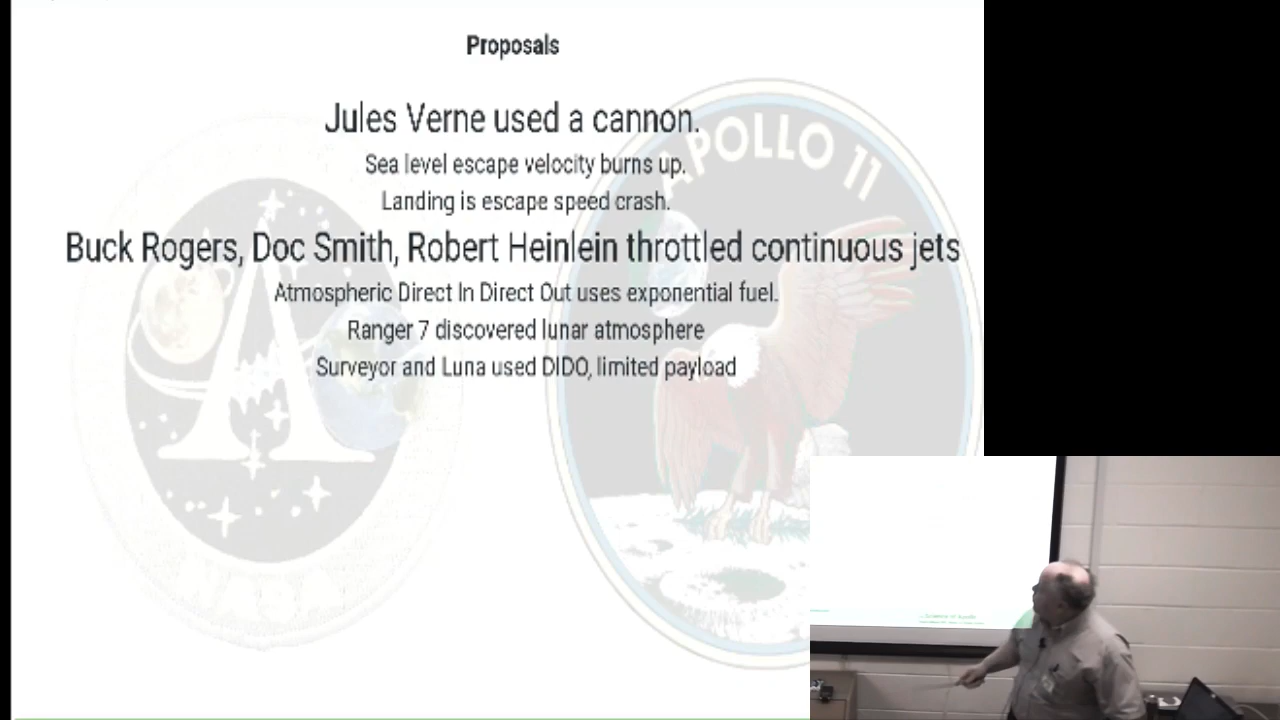 Proposals
Jules Verne used a cannon.
Sea level escape velocity burns up.
Landing is escape speed crash.
Buck Rogers, Doc Smith, Robert Heinlein throttled continuous jets
Atmospheric Direct In Direct Out uses exponential fuel.
Ranger 7 discovered lunar atmosphere
Surveyor and Luna used DIDO, limited payload
APOLLO 11
NASA